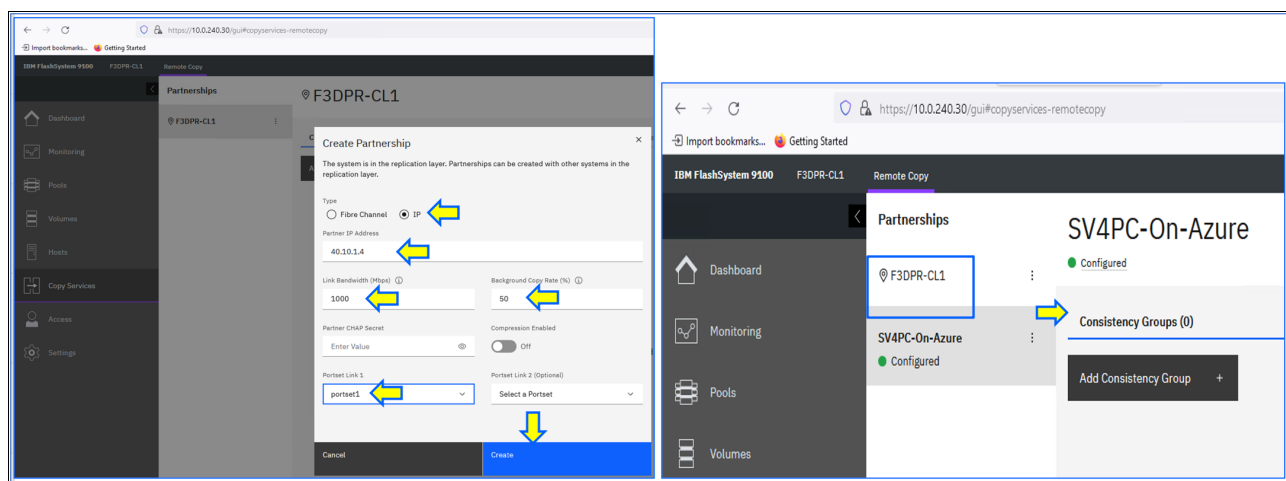 https://10.0.240.30/gui#copyservices-remotecopy
Import bookmarks... Getting Started
IBM FlashSystem 9100 F3DPR-CL1 Remote Copy
Partnerships
F3DPR-CL1
F3DPR-CL1
Dashboard
Monitoring
Pools
Volumes
Hosts
Copy Services
Access
Settings
Create Partnership
The system is in the replication layer. Partnerships can be created with other systems in the
replication layer.
Type
Fibre Channel IP
Partner IP Address
40.10.1.4
Link Bandwidth (Mbps) Background Copy Rate (%)
1000 50
Partner CHAP Secret Compression Enabled
Enter Value Off
Portset Link 1 Portset Link 2 (Optional)
portset1 Select a Portset
Cancel Create
https://10.0.240.30/gui#copyservices-remotecopy
Import bookmarks... Getting Started
IBM FlashSystem 9100 F3DPR-CL1 Remote Copy
Partnerships
F3DPR-CL1
SV4PC-On-Azure
Configured
Dashboard
Monitoring
Pools
Volumes
SV4PC-On-Azure
Configured
Consistency Groups (0)
Add Consistency Group +